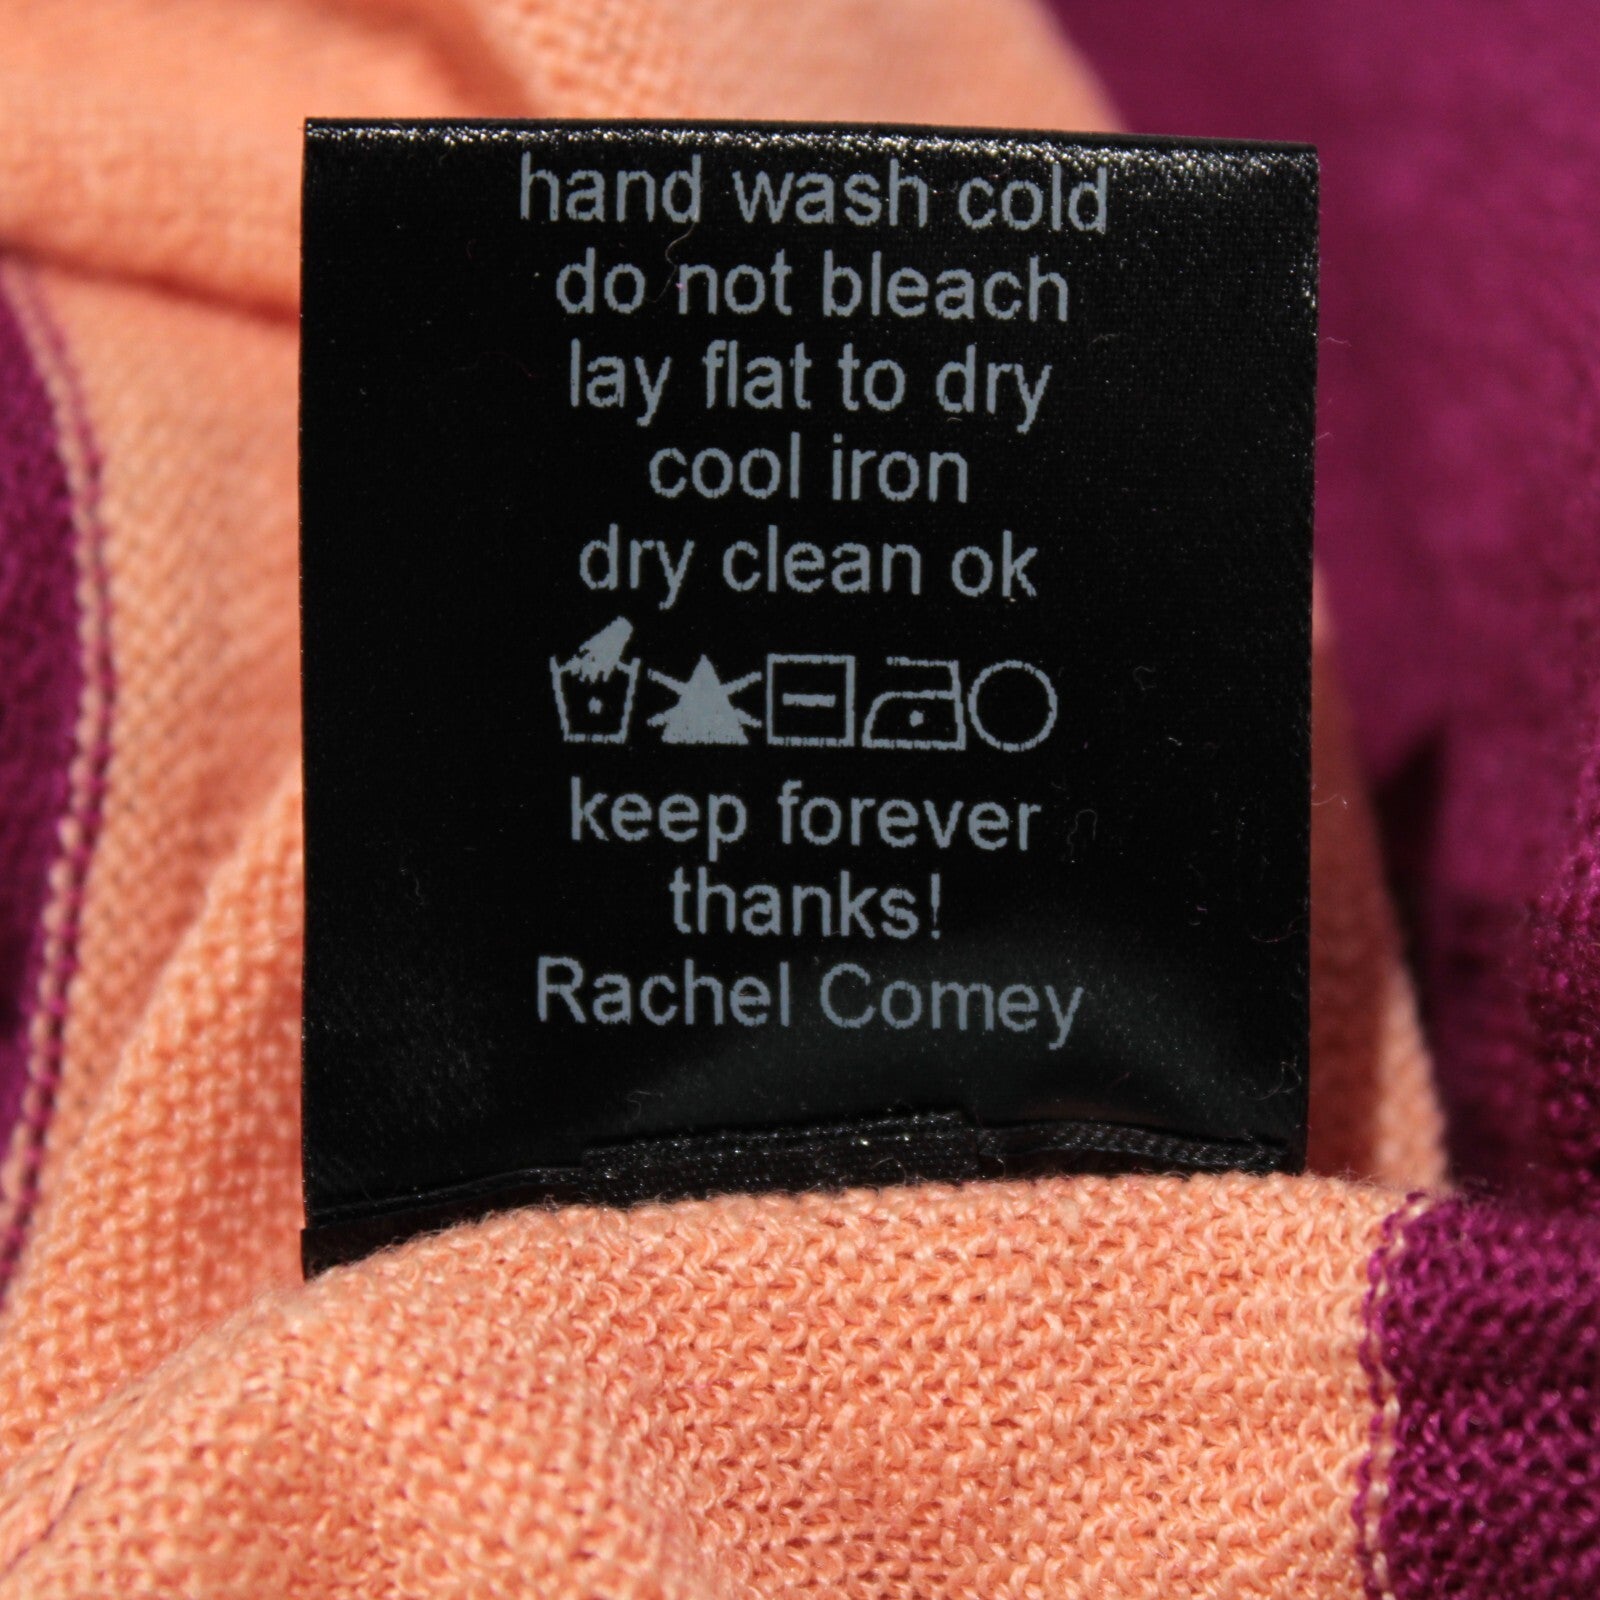 hand wash cold
do not bleach
lay flat to dry
cool iron
dry clean ok
keep forever
thanks!
Rachel Comey